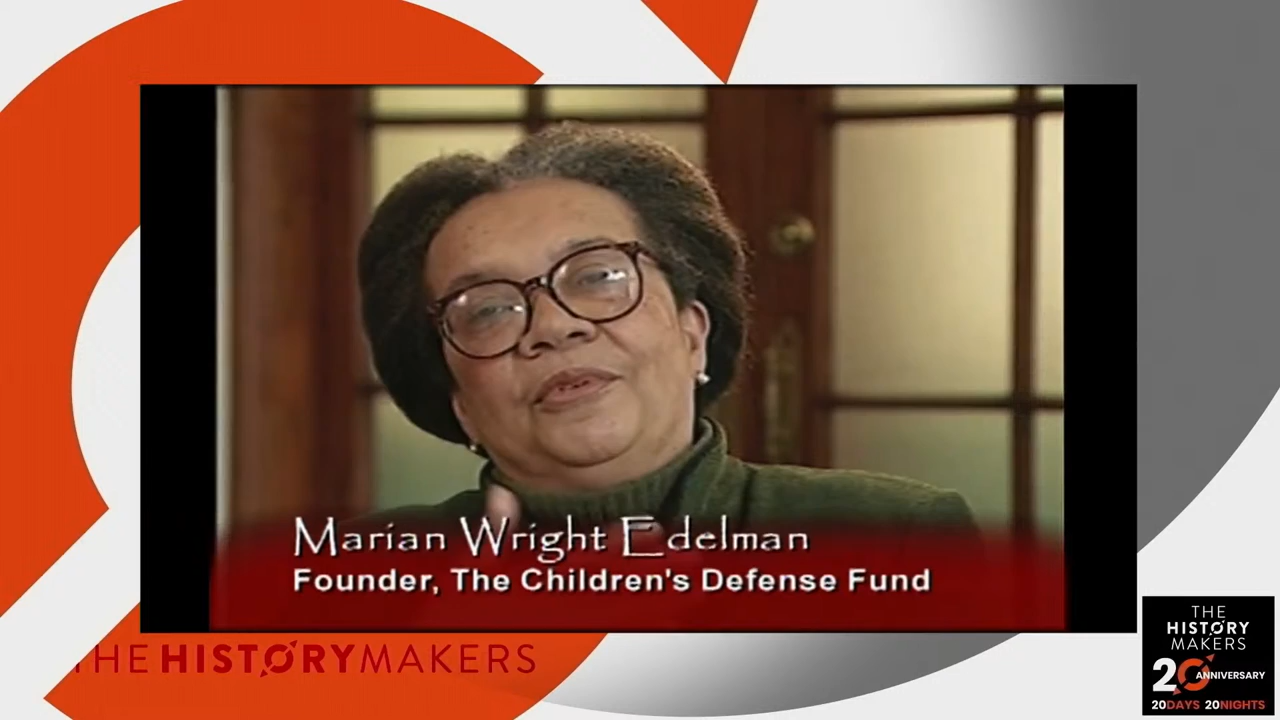 Marian Wright Edelman
Founder, The Children's Defense Fund
THE HISTORYMAKERS
THE
HISTORY
MAKERS
20 ANNIVERSARY
20DAYS 20NIGHTS